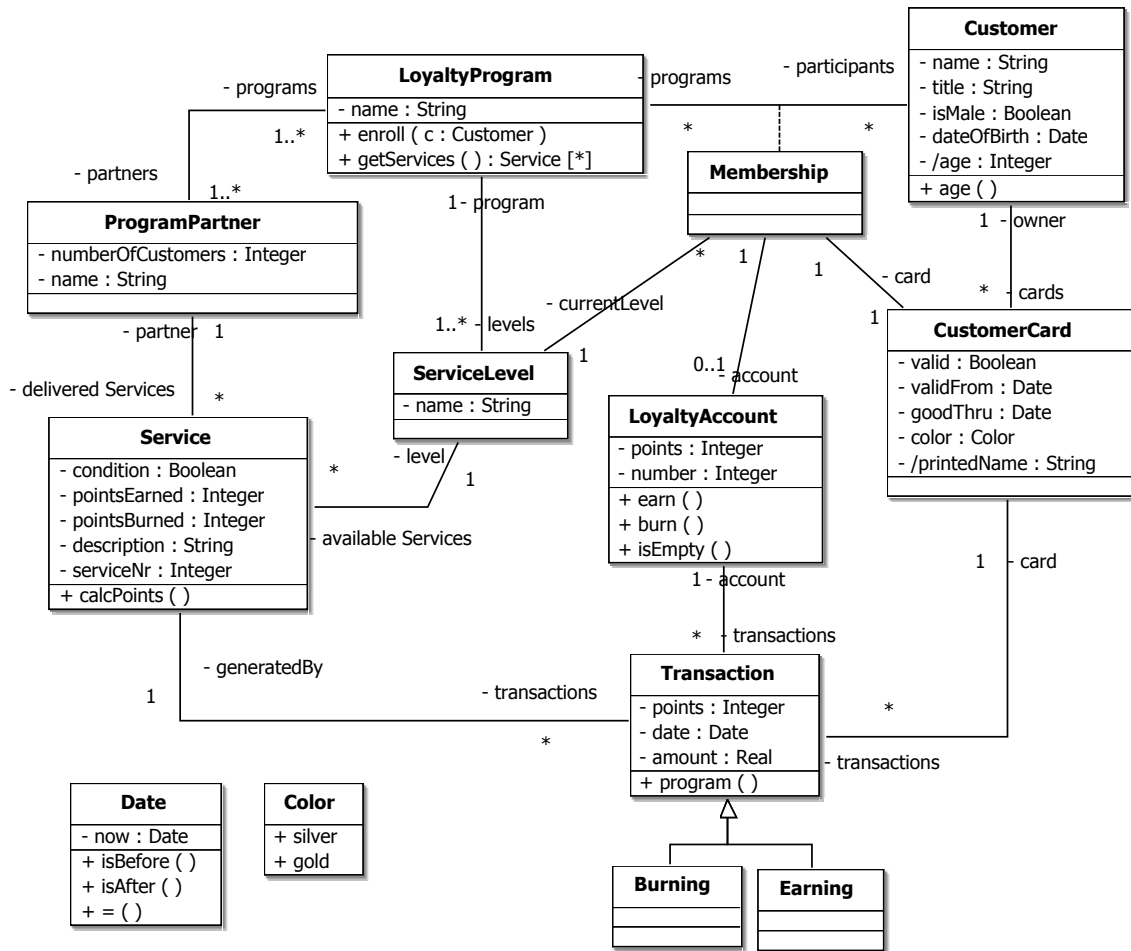 Customer
- name : String
- title : String
- isMale : Boolean
- dateOfBirth : Date
- /age : Integer
+ age ( )
LoyaltyProgram
- name : String
+ enroll ( c : Customer )
+ getServices ( ) : Service [*]
- programs
1..*
- programs
*
- participants
*
Membership
- partners
1..*
ProgramPartner
- numberOfCustomers : Integer
- name : String
1 - program
1 - owner
* - cards
*
1
1
- card
1
- currentLevel
1
1..* - levels
0..1
- account
- partner 1
- delivered Services
*
ServiceLevel
- name : String
CustomerCard
- valid : Boolean
- validFrom : Date
- goodThru : Date
- color : Color
- /printedName : String
LoyaltyAccount
- points : Integer
- number : Integer
+ earn ( )
+ burn ( )
+ isEmpty ( )
Service
- condition : Boolean
- pointsEarned : Integer
- pointsBurned : Integer
- description : String
- serviceNr : Integer
+ calcPoints ( )
- level
1
*
- available Services
1 - account
* - transactions
1 - card
- generatedBy
1
- transactions
*
Transaction
- points : Integer
- date : Date
- amount : Real
+ program ( )
*
- transactions
Date
- now : Date
+ isBefore ( )
+ isAfter ( )
+ = ( )
Color
+ silver
+ gold
Burning
Earning